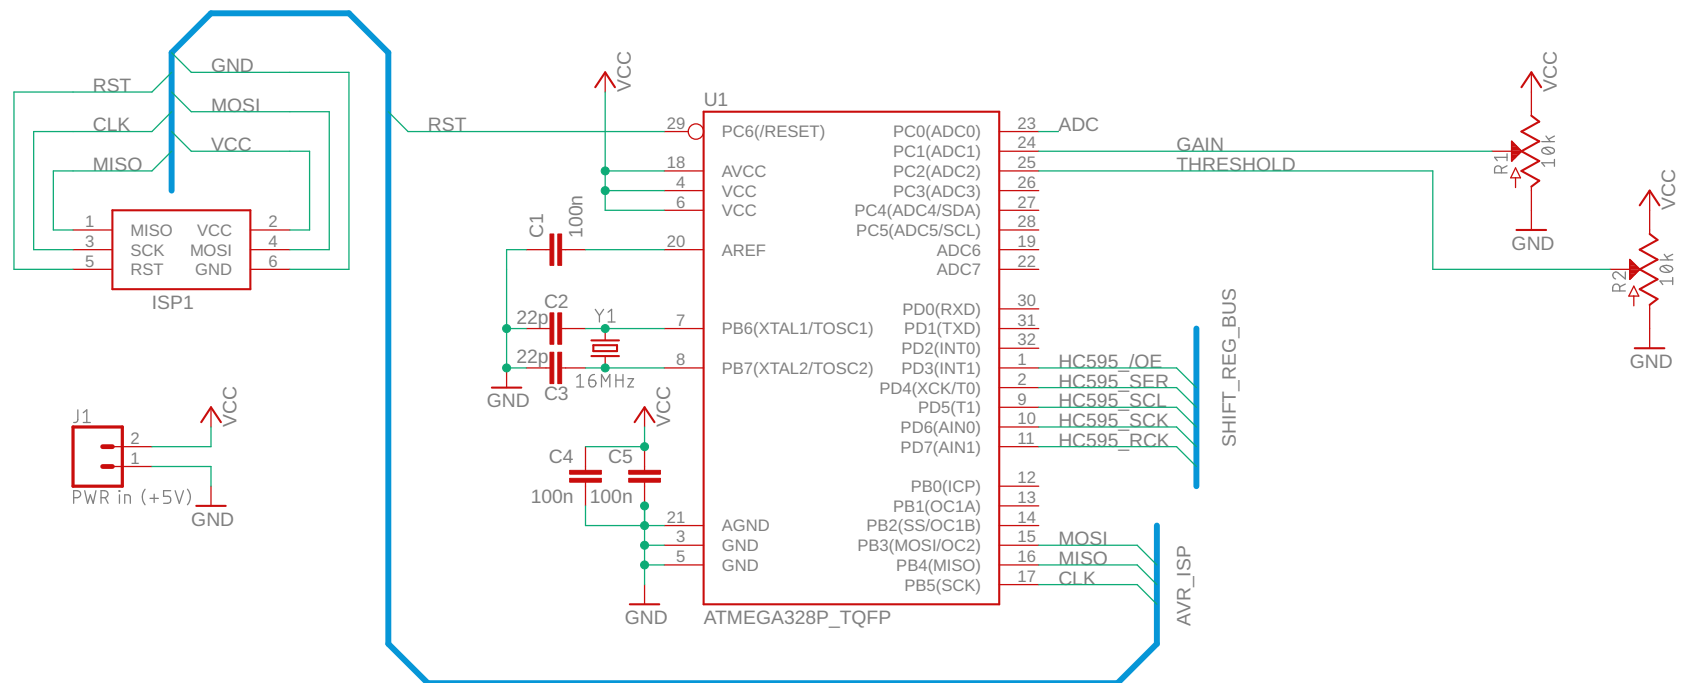 GND
RST
MOSI
CLK
VCC
MISO
1 MISO VCC 2
3 SCK MOSI 4
5 RST GND 6
ISP1
J1
VCC
2
1
PWR in (+5V)
GND
RST
VCC
U1
29 PC6(/RESET)
18 AVCC
4 VCC
6 VCC
20 AREF
7 PB6(XTAL1/TOSC1)
8 PB7(XTAL2/TOSC2)
21 AGND
3 GND
5 GND
ATMEGA328P_TQFP
C1
100n
C2
22p
Y1
22p
16MHz
C3
GND
VCC
C4
C5
100n
100n
GND
PC0(ADC0) 23 ADC
PC1(ADC1) 24 GAIN
PC2(ADC2) 25 THRESHOLD
PC3(ADC3) 26
PC4(ADC4/SDA) 27
PC5(ADC5/SCL) 28
ADC6 19
ADC7 22
PD0(RXD) 30
PD1(TXD) 31
PD2(INT0) 32
PD3(INT1) 1 HC595_/OE
PD4(XCK/T0) 2 HC595_SER
PD5(T1) 9 HC595_SCL
PD6(AIN0) 10 HC595_SCK
PD7(AIN1) 11 HC595_RCK
PB0(ICP) 12
PB1(OC1A) 13
PB2(SS/OC1B) 14
PB3(MOSI/OC2) 15 MOSI
PB4(MISO) 16 MISO
PB5(SCK) 17 CLK
SHIFT_REG_BUS
AVR_ISP
VCC
R1
10k
GND
VCC
R2
10k
GND